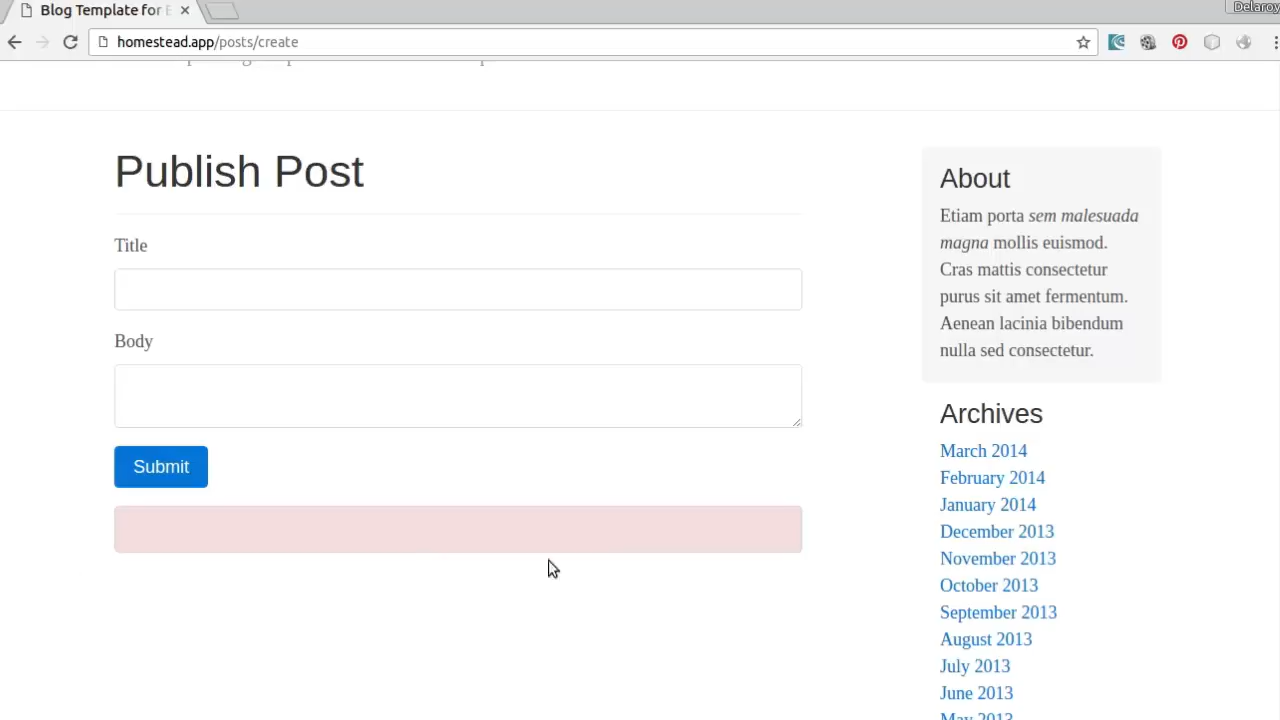 Blog Template for B
Delaroy
homestead.app/posts/create
Publish Post
Title
Body
Submit
About
Etiam porta sem malesuada
magna mollis euismod.
Cras mattis consectetur
purus sit amet fermentum.
Aenean lacinia bibendum
nulla sed consectetur.
Archives
March 2014
February 2014
January 2014
December 2013
November 2013
October 2013
September 2013
August 2013
July 2013
June 2013
May 2013